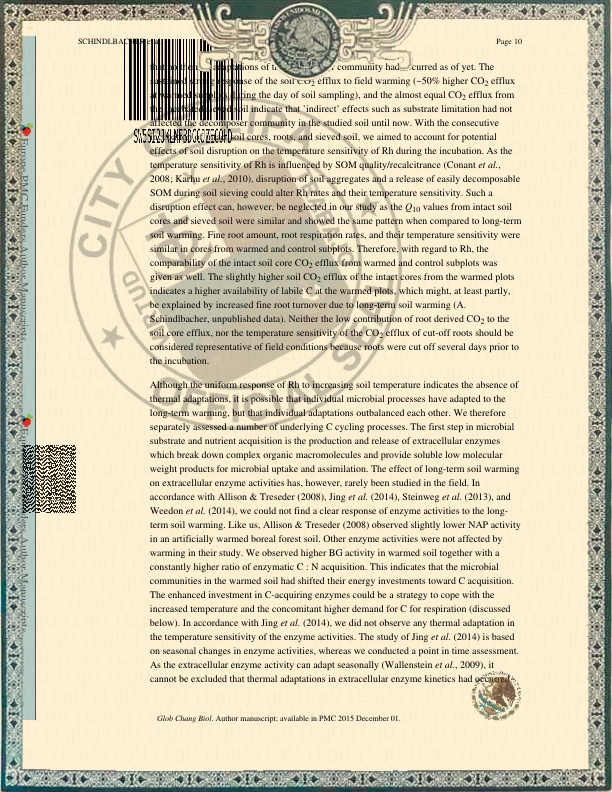 SCHINDLBA
Page 10
community had
curred as of yet. The
response of the soil CO2 efflux to field warming (~50% higher CO2 efflux
during the day of soil sampling), and the almost equal CO2 efflux from
soil indicate that ‘indirect’ effects such as substrate limitation had not
affected the decomposer community in the studied soil until now. With the consecutive
soil cores, roots, and sieved soil, we aimed to account for potential
effects of soil disruption on the temperature sensitivity of Rh during the incubation. As the
temperature sensitivity of Rh is influenced by SOM quality/recalcitrance (Conant et al.,
2008; Karhu et al., 2010), disruption of soil aggregates and a release of easily decomposable
SOM during soil sieving could alter Rh rates and their temperature sensitivity. Such a
disruption effect can, however, be neglected in our study as the Q10 values from intact soil
cores and sieved soil were similar and showed the same pattern when compared to long-term
soil warming. Fine root amount, root respiration rates, and their temperature sensitivity were
similar in cores from warmed and control subplots. Therefore, with regard to Rh, the
comparability of the intact soil core CO2 efflux from warmed and control subplots was
given as well. The slightly higher soil CO2 efflux of the intact cores from the warmed plots
indicates a higher availability of labile C at the warmed plots, which might, at least partly,
be explained by increased fine root turnover due to long-term soil warming (A.
Schindlbacher, unpublished data). Neither the low contribution of root derived CO2 to the
soil core efflux, nor the temperature sensitivity of the CO2 efflux of cut-off roots should be
considered representative of field conditions because roots were cut off several days prior to
the incubation.
Although the uniform response of Rh to increasing soil temperature indicates the absence of
thermal adaptations, it is possible that individual microbial processes have adapted to the
long-term warming, but that individual adaptations outbalanced each other. We therefore
separately assessed a number of underlying C cycling processes. The first step in microbial
substrate and nutrient acquisition is the production and release of extracellular enzymes
which break down complex organic macromolecules and provide soluble low molecular
weight products for microbial uptake and assimilation. The effect of long-term soil warming
on extracellular enzyme activities has, however, rarely been studied in the field. In
accordance with Allison & Treseder (2008), Jing et al. (2014), Steinweg et al. (2013), and
Weedon et al. (2014), we could not find a clear response of enzyme activities to the long-
term soil warming. Like us, Allison & Treseder (2008) observed slightly lower NAP activity
in an artificially warmed boreal forest soil. Other enzyme activities were not affected by
warming in their study. We observed higher BG activity in warmed soil together with a
constantly higher ratio of enzymatic C : N acquisition. This indicates that the microbial
communities in the warmed soil had shifted their energy investments toward C acquisition.
The enhanced investment in C-acquiring enzymes could be a strategy to cope with the
increased temperature and the concomitant higher demand for C for respiration (discussed
below). In accordance with Jing et al. (2014), we did not observe any thermal adaptation in
the temperature sensitivity of the enzyme activities. The study of Jing et al. (2014) is based
on seasonal changes in enzyme activities, whereas we conducted a point in time assessment.
As the extracellular enzyme activity can adapt seasonally (Wallenstein et al., 2009), it
cannot be excluded that thermal adaptations in extracellular enzyme kinetics had occurred
Glob Chang Biol. Author manuscript; available in PMC 2015 December 01.
CITY OF
OFFICIAL SEAL